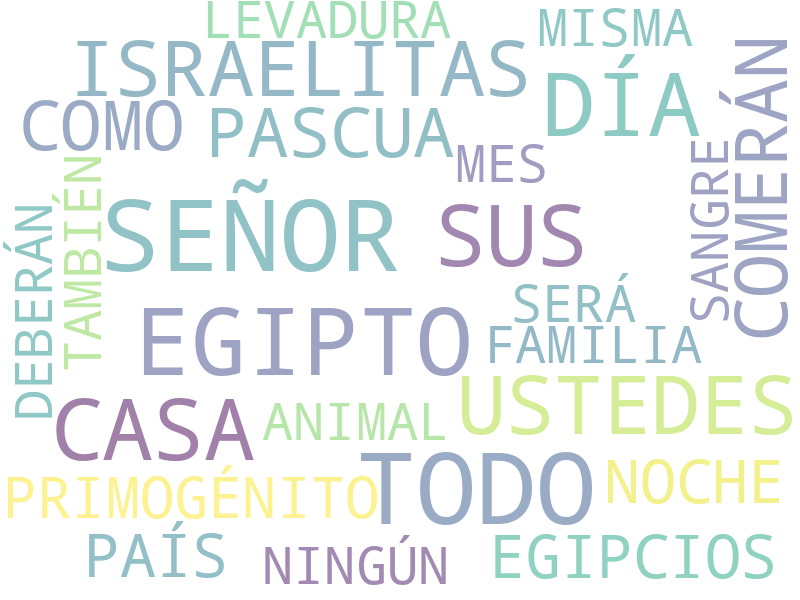 LEVADURA
MISMA
ISRAELITAS
DÍA
COMO
PASCUA
COMERÁN
MES
SANGRE
TAMBIÉN
SEÑOR
SUS
DEBERÁN
EGIPTO
SERÁ
FAMILIA
CASA
ANIMAL
USTEDES
TODO
PRIMOGÉNITO
NOCHE
PAÍS
NINGÚN
EGIPCIOS